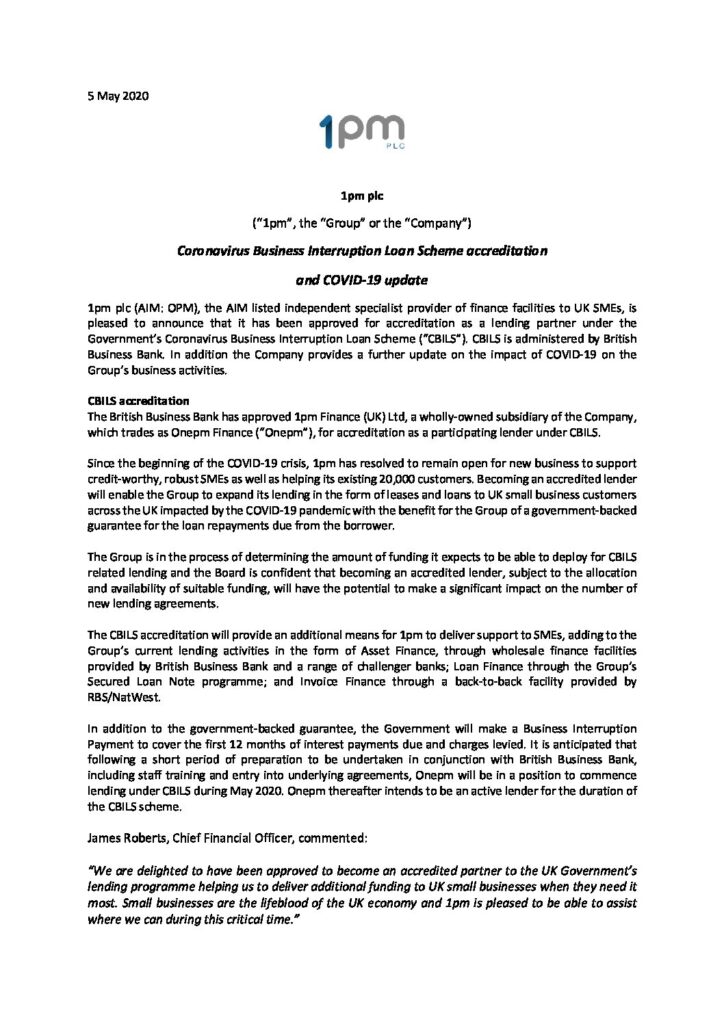 5 May 2020
1pm
PLC
1pm plc
("1pm", the "Group" or the "Company")
Coronavirus Business Interruption Loan Scheme accreditation
and COVID-19 update
1pm plc (AIM: OPM), the AIM listed independent specialist provider of finance facilities to UK SMEs, is
pleased to announce that it has been approved for accreditation as a lending partner under the
Government's Coronavirus Business Interruption Loan Scheme ("CBILS"). CBILS is administered by British
Business Bank. In addition the Company provides a further update on the impact of COVID-19 on the
Group's business activities.
CBILS accreditation
The British Business Bank has approved 1pm Finance (UK) Ltd, a wholly-owned subsidiary of the Company,
which trades as Onepm Finance ("Onepm"), for accreditation as a participating lender under CBILS.
Since the beginning of the COVID-19 crisis, 1pm has resolved to remain open for new business to support
credit-worthy, robust SMEs as well as helping its existing 20,000 customers. Becoming an accredited lender
will enable the Group to expand its lending in the form of leases and loans to UK small business customers
across the UK impacted by the COVID-19 pandemic with the benefit for the Group of a government-backed
guarantee for the loan repayments due from the borrower.
The Group is in the process of determining the amount of funding it expects to be able to deploy for CBILS
related lending and the Board is confident that becoming an accredited lender, subject to the allocation
and availability of suitable funding, will have the potential to make a significant impact on the number of
new lending agreements.
The CBILS accreditation will provide an additional means for 1pm to deliver support to SMEs, adding to the
Group's current lending activities in the form of Asset Finance, through wholesale finance facilities
provided by British Business Bank and a range of challenger banks; Loan Finance through the Group's
Secured Loan Note programme; and Invoice Finance through a back-to-back facility provided by
RBS/NatWest.
In addition to the government-backed guarantee, the Government will make a Business Interruption
Payment to cover the first 12 months of interest payments due and charges levied. It is anticipated that
following a short period of preparation to be undertaken in conjunction with British Business Bank,
including staff training and entry into underlying agreements, Onepm will be in a position to commence
lending under CBILS during May 2020. Onepm thereafter intends to be an active lender for the duration of
the CBILS scheme.
James Roberts, Chief Financial Officer, commented:
"We are delighted to have been approved to become an accredited partner to the UK Government's
lending programme helping us to deliver additional funding to UK small businesses when they need it
most. Small businesses are the lifeblood of the UK economy and 1pm is pleased to be able to assist
where we can during this critical time."